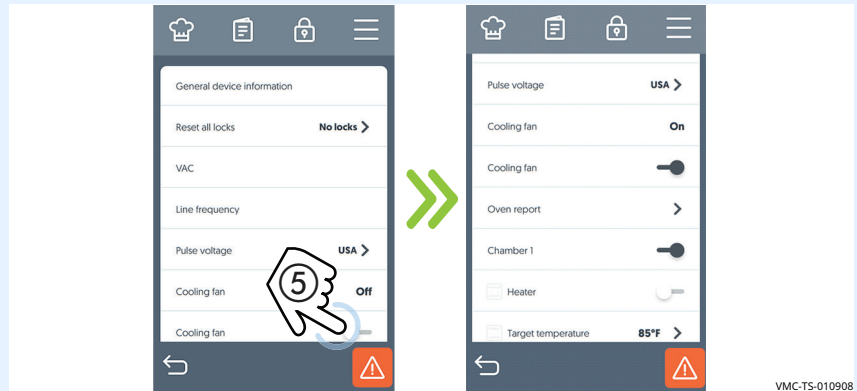 General device information
Reset all locks No locks
VAC
Line frequency
Pulse voltage USA
Cooling fan Off
Cooling fan
5
Pulse voltage USA
Cooling fan On
Cooling fan
Oven report
Chamber 1
Heater
Target temperature 85°F
VMC-TS-010908